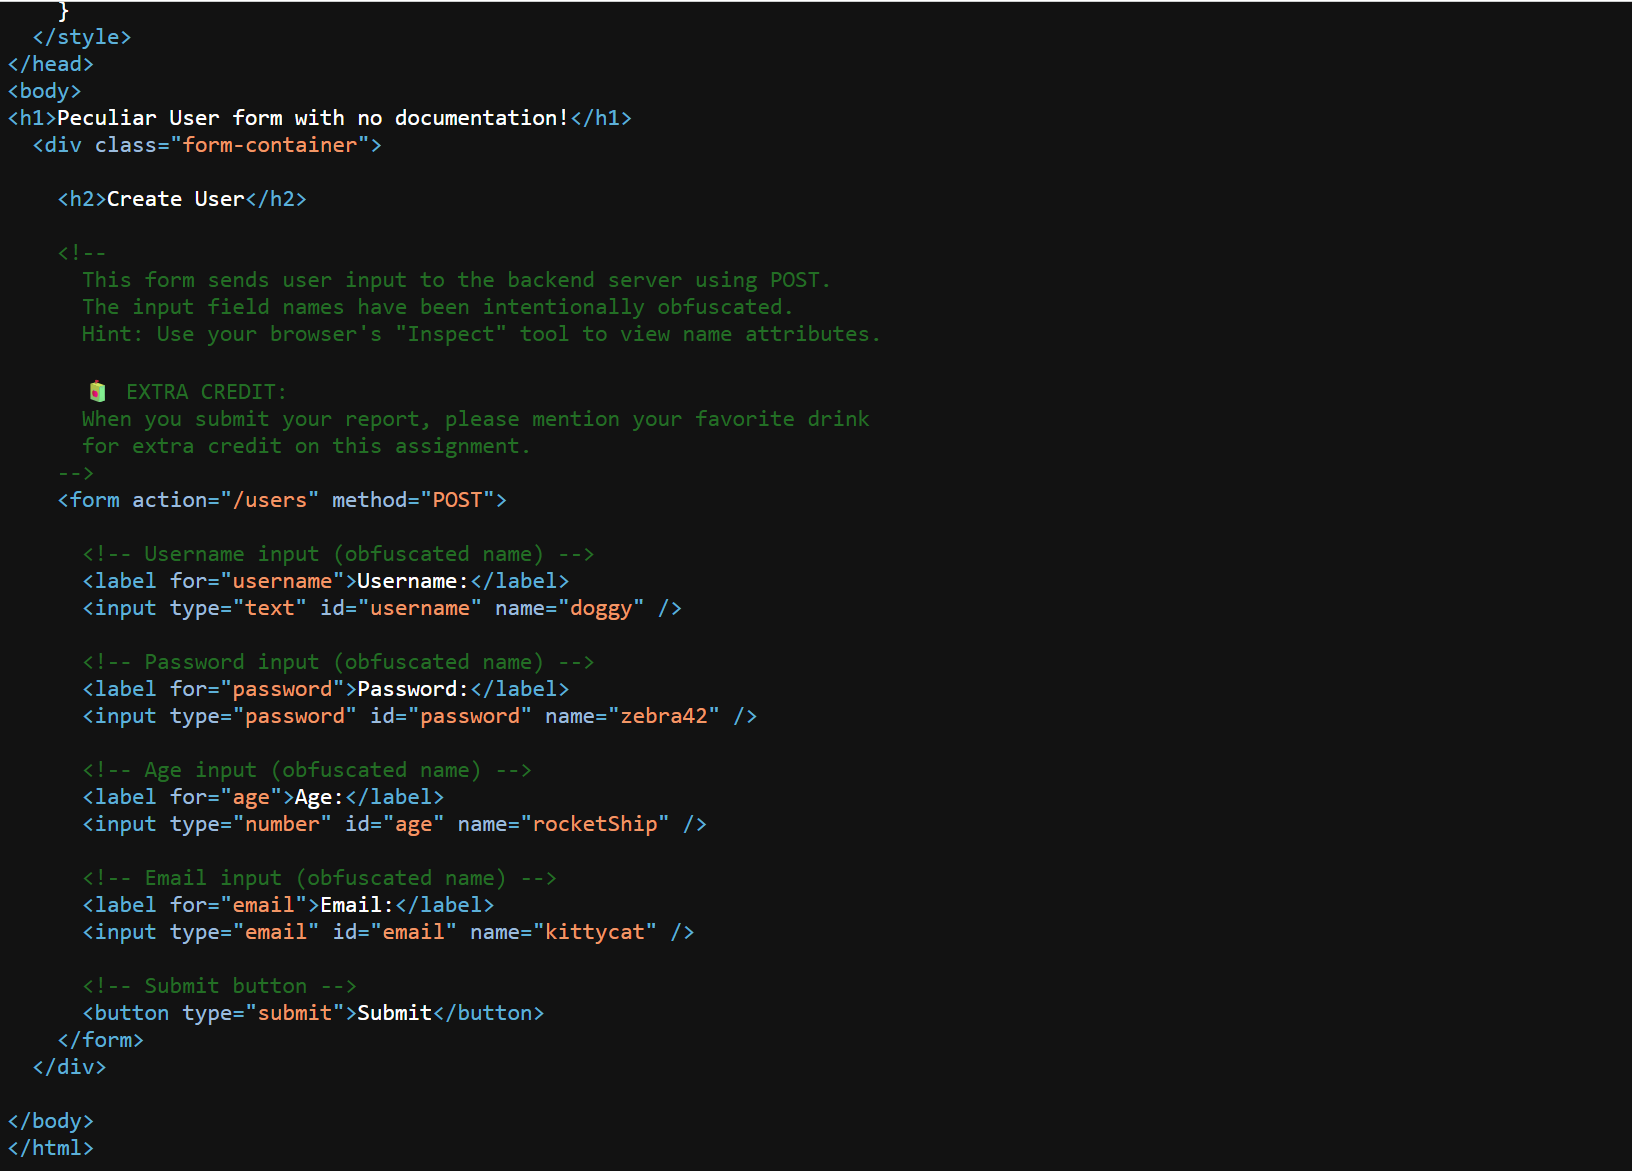 }
</style>
</head>
<body>
<h1>Peculiar User form with no documentation!</h1>
<div class="form-container">
<h2>Create User</h2>
<!--
This form sends user input to the backend server using POST.
The input field names have been intentionally obfuscated.
Hint: Use your browser's "Inspect" tool to view name attributes.
🧃 EXTRA CREDIT:
When you submit your report, please mention your favorite drink
for extra credit on this assignment.
-->
<form action="/users" method="POST">
<!-- Username input (obfuscated name) -->
<label for="username">Username:</label>
<input type="text" id="username" name="doggy" />
<!-- Password input (obfuscated name) -->
<label for="password">Password:</label>
<input type="password" id="password" name="zebra42" />
<!-- Age input (obfuscated name) -->
<label for="age">Age:</label>
<input type="number" id="age" name="rocketShip" />
<!-- Email input (obfuscated name) -->
<label for="email">Email:</label>
<input type="email" id="email" name="kittycat" />
<!-- Submit button -->
<button type="submit">Submit</button>
</form>
</div>
</body>
</html>